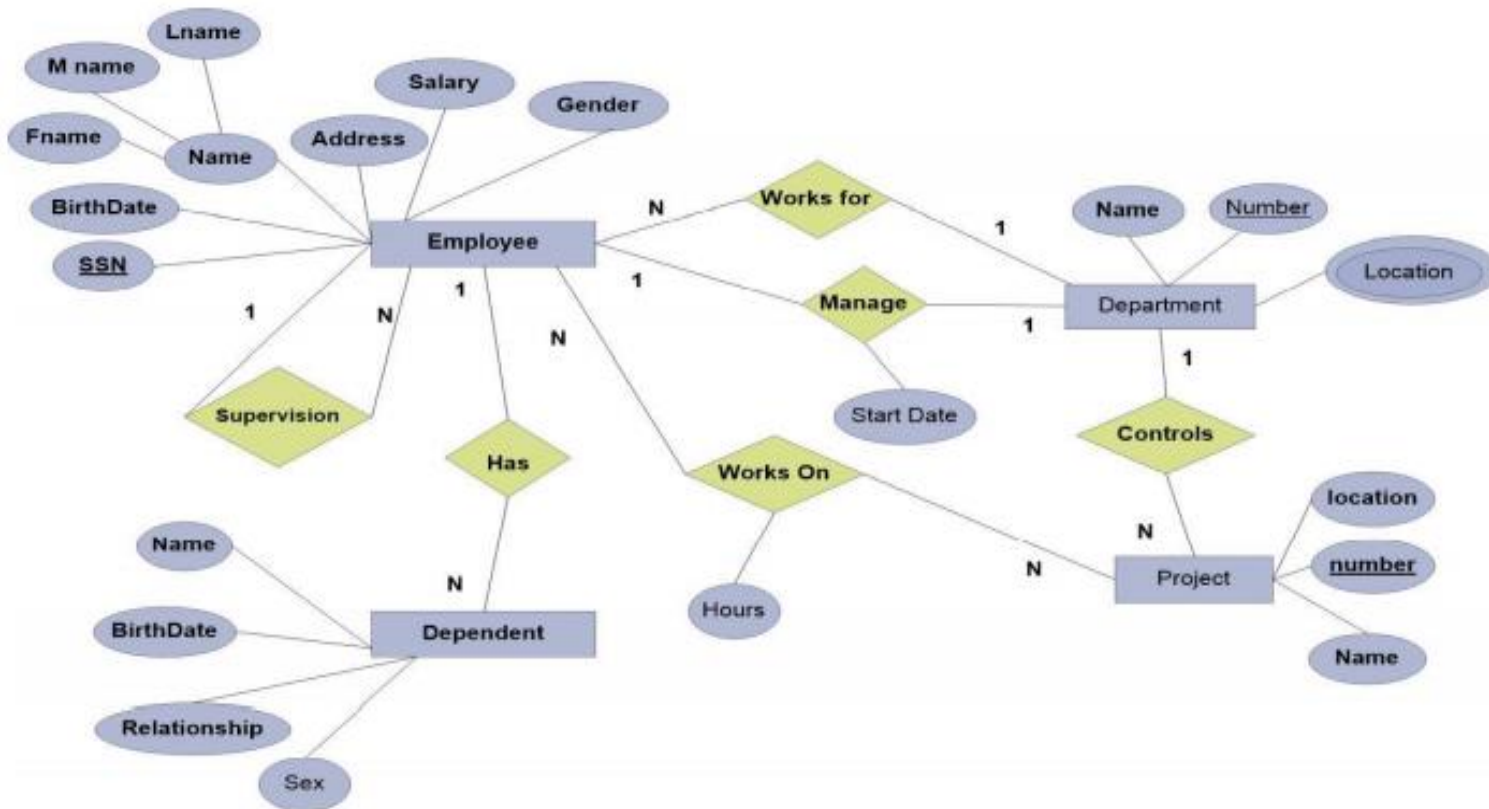 Lname
M name
Salary
Gender
Fname
Name
Address
BirthDate
SSN
Employee
N
Works for
1
Name
Number
Location
1
Manage
1
Department
Start Date
1
N
Supervision
1
Has
N
N
Works On
Hours
N
1
Controls
N
location
number
Name
Project
Name
BirthDate
Dependent
Relationship
Sex